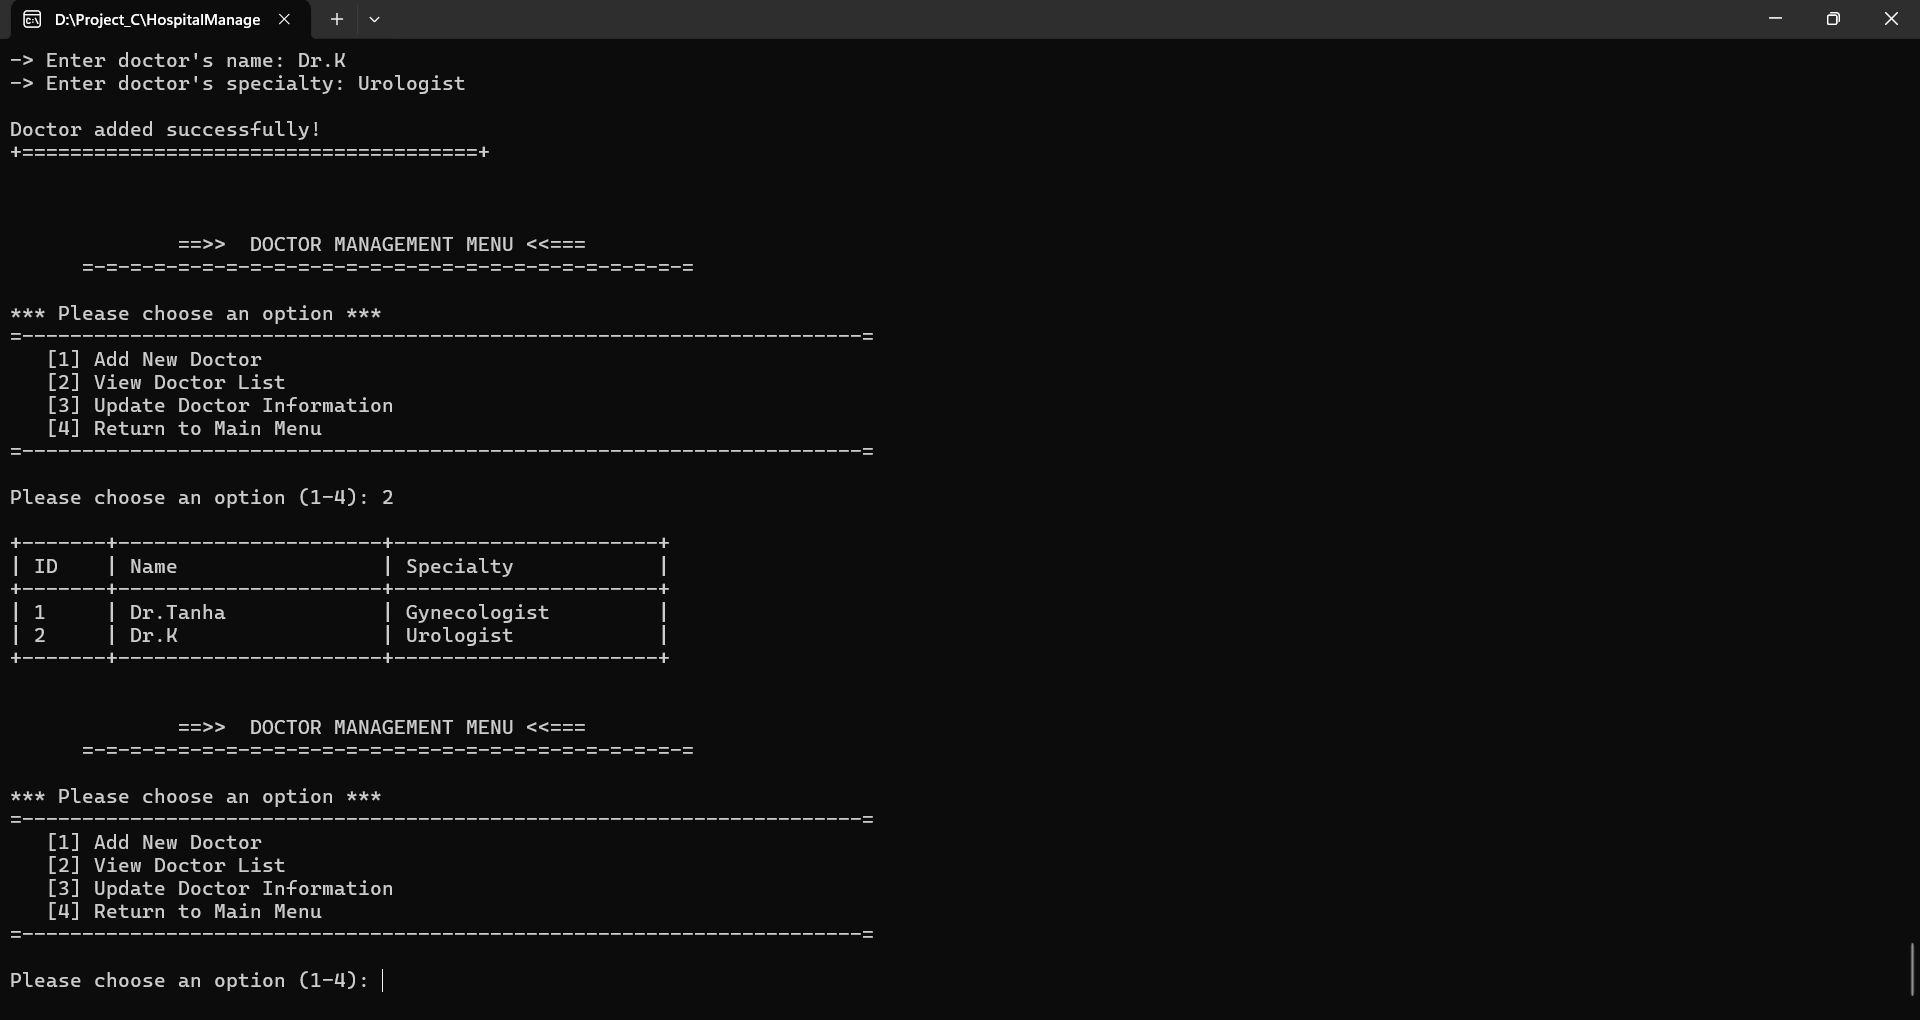 D:\Project_C\HospitalManage
-> Enter doctor's name: Dr.K
-> Enter doctor's specialty: Urologist
Doctor added successfully!
+======================================+
==>>  DOCTOR MANAGEMENT MENU <<===
=-=-=-=-=-=-=-=-=-=-=-=-=-=-=-=-=-=-=-=-=-=-=-=-=-=
*** Please choose an option ***
=----------------------------------------------------------------------=
[1] Add New Doctor
[2] View Doctor List
[3] Update Doctor Information
[4] Return to Main Menu
=----------------------------------------------------------------------=
Please choose an option (1-4): 2
+-------+----------------------+----------------------+
| ID    | Name                 | Specialty            |
+-------+----------------------+----------------------+
| 1     | Dr.Tanha             | Gynecologist         |
| 2     | Dr.K                 | Urologist            |
+-------+----------------------+----------------------+
==>>  DOCTOR MANAGEMENT MENU <<===
=-=-=-=-=-=-=-=-=-=-=-=-=-=-=-=-=-=-=-=-=-=-=-=-=-=
*** Please choose an option ***
=----------------------------------------------------------------------=
[1] Add New Doctor
[2] View Doctor List
[3] Update Doctor Information
[4] Return to Main Menu
=----------------------------------------------------------------------=
Please choose an option (1-4):